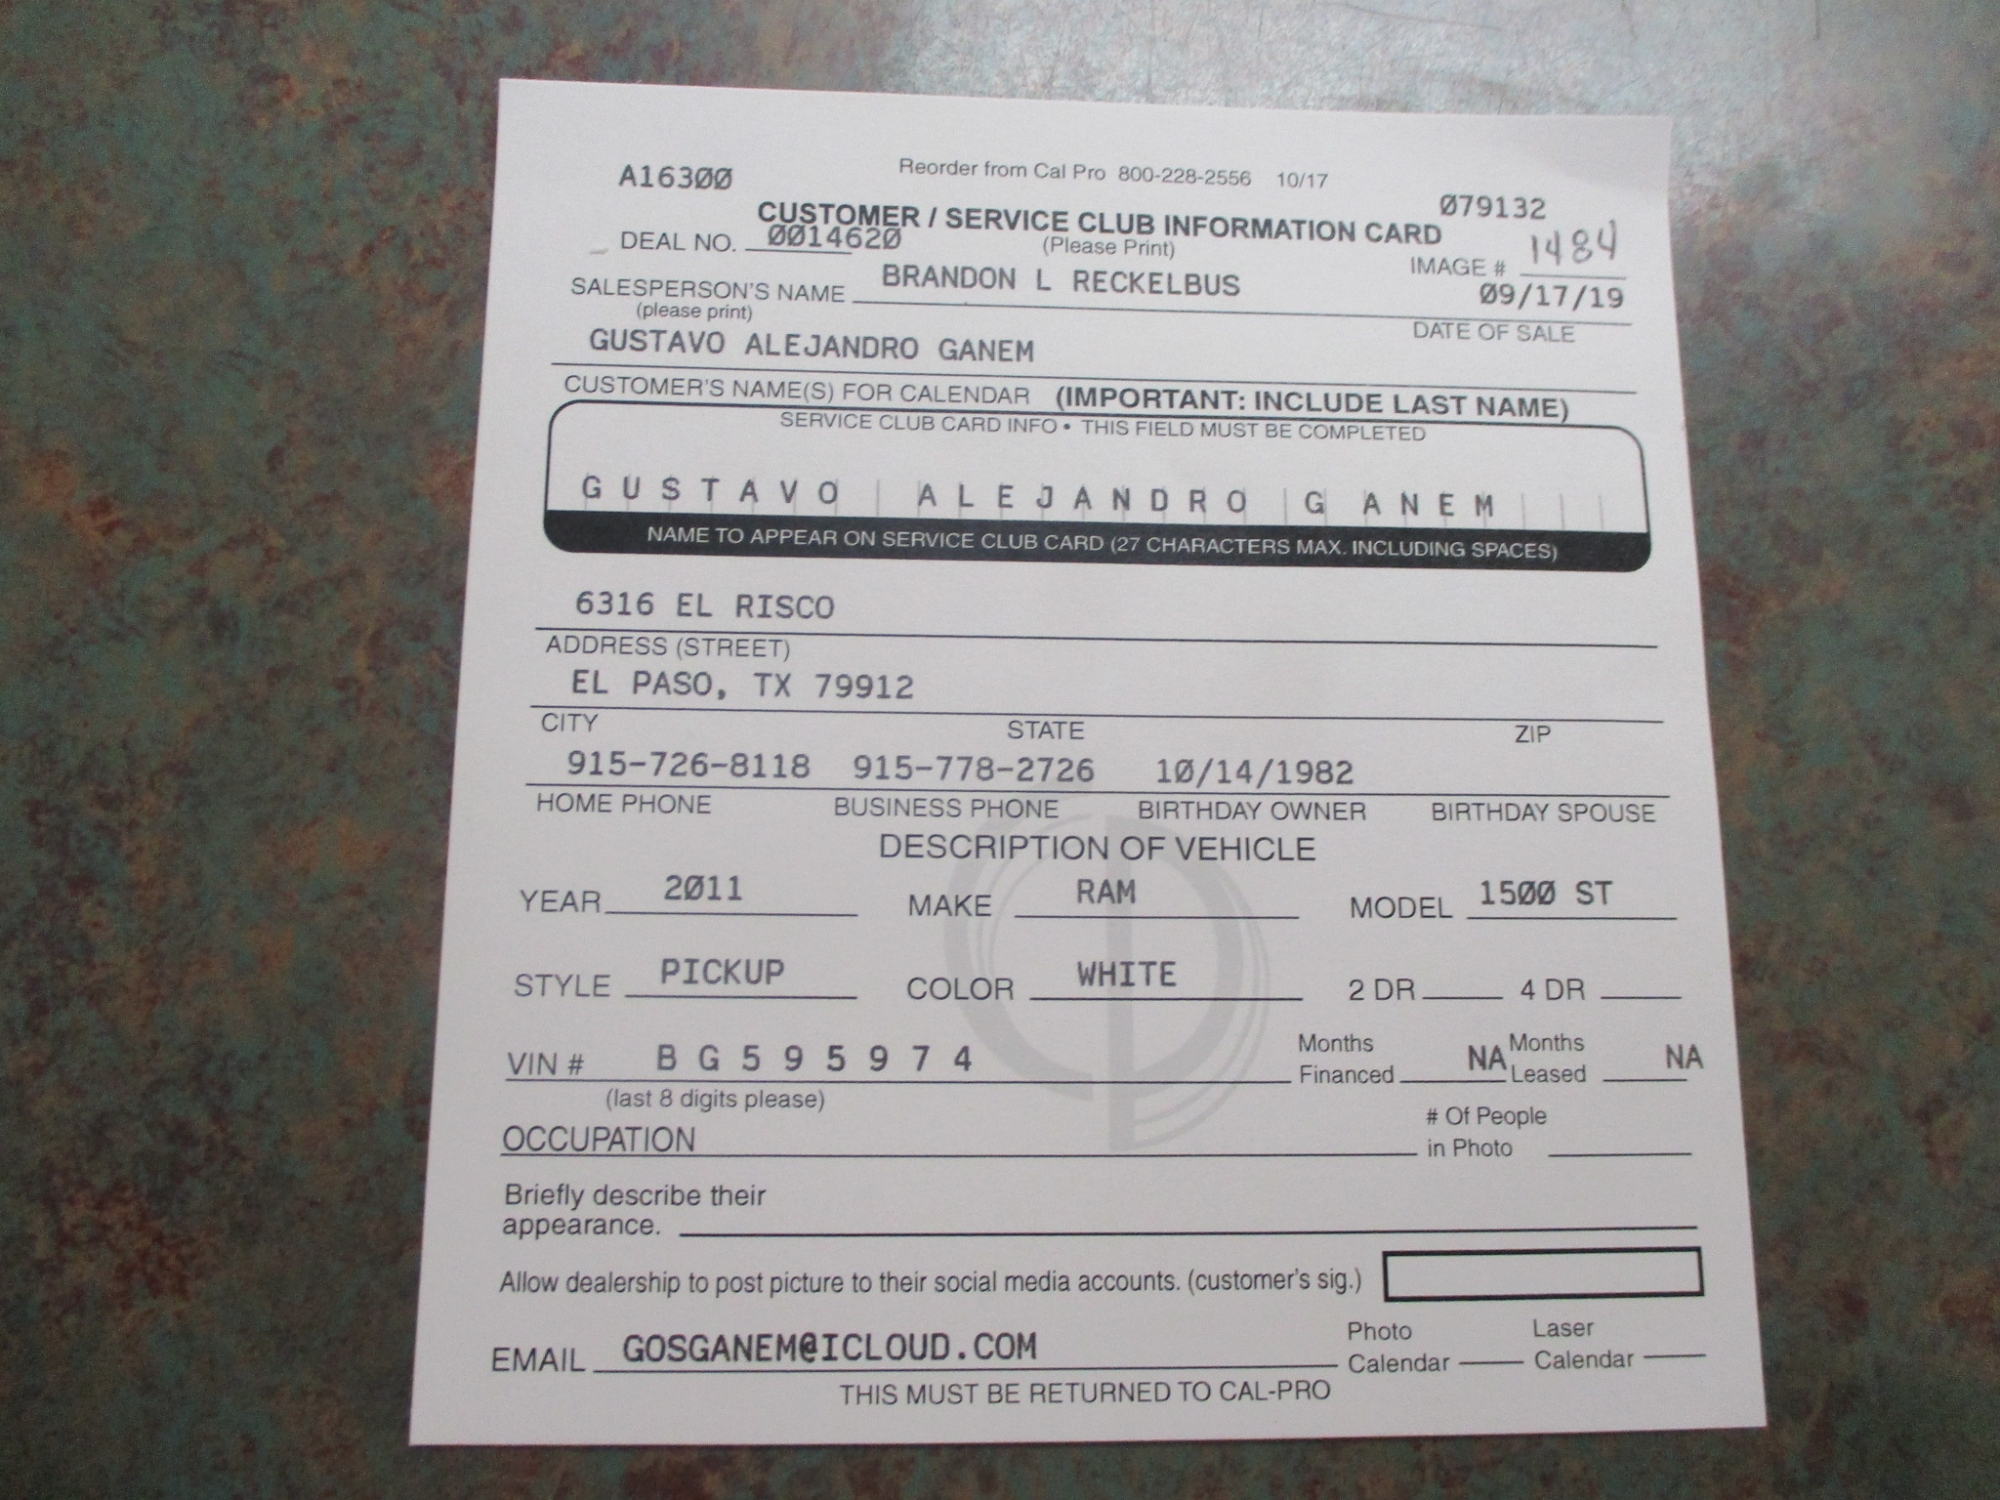 A16300
Reorder from Cal Pro 800-228-2556 10/17
079132
CUSTOMER / SERVICE CLUB INFORMATION CARD
DEAL NO. 0014620 (Please Print) IMAGE # 1484
SALESPERSON'S NAME BRANDON L RECKELBUS 09/17/19
(please print) DATE OF SALE
GUSTAVO ALEJANDRO GANEM
CUSTOMER'S NAME(S) FOR CALENDAR (IMPORTANT: INCLUDE LAST NAME)
SERVICE CLUB CARD INFO • THIS FIELD MUST BE COMPLETED
GUSTAVO ALEJANDRO GANEM
NAME TO APPEAR ON SERVICE CLUB CARD (27 CHARACTERS MAX. INCLUDING SPACES)
6316 EL RISCO
ADDRESS (STREET)
EL PASO, TX 79912
CITY STATE ZIP
915-726-8118 915-778-2726 10/14/1982
HOME PHONE BUSINESS PHONE BIRTHDAY OWNER BIRTHDAY SPOUSE
DESCRIPTION OF VEHICLE
YEAR 2011 MAKE RAM MODEL 1500 ST
STYLE PICKUP COLOR WHITE 2 DR 4 DR
VIN # BG595974 Months Financed NA Months Leased NA
(last 8 digits please)
OCCUPATION # Of People in Photo
Briefly describe their
appearance.
Allow dealership to post picture to their social media accounts. (customer's sig.)
EMAIL GOSGANEM@ICLOUD.COM Photo Calendar Laser Calendar
THIS MUST BE RETURNED TO CAL-PRO